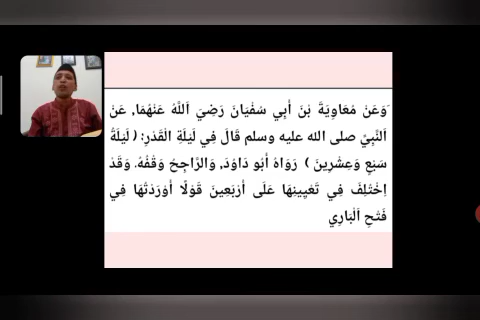 َوَعَنْ مُعَاوِيَةَ بْنَ أَبِي سُفْيَانَ رَضِيَ اَللَّهُ عَنْهُمَا, عَنْ
اَلنَّبِيِّ صلى الله عليه وسلم قَالَ فِي لَيْلَةِ اَلْقَدْرِ: ( لَيْلَةُ
سَبْعٍ وَعِشْرِينَ ) رَوَاهُ أَبُو دَاوُدَ, وَالرَّاجِحُ وَقْفُهُ. وَقَدْ
اِخْتُلِفَ فِي تَعْيِينِهَا عَلَى أَرْبَعِينَ قَوْلًا أَوْرَدْتُهَا فِي
فَتْحِ اَلْبَارِي